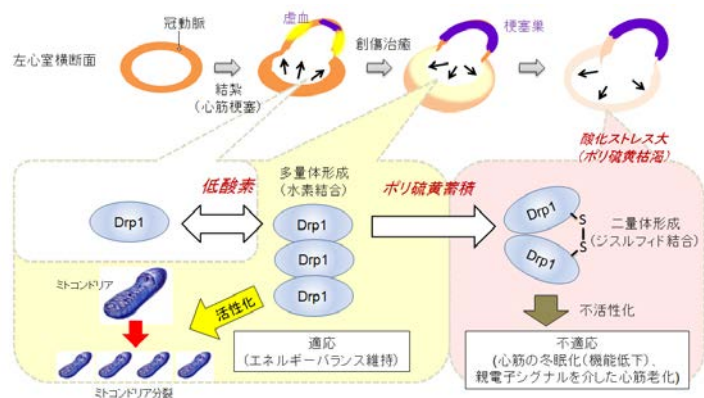 冠動脈
左心室横断面
結紮
(心筋梗塞)
虚血
創傷治癒
梗塞巣
酸化ストレス大
(ポリ硫黄枯渇)
低酸素
多量体形成
(水素結合)
ポリ硫黄蓄積
二量体形成
(ジスルフィド結合)
Drp1
Drp1
Drp1
Drp1
Drp1
Drp1
S
S
ミトコンドリア
活性化
不活性化
適応
(エネルギーバランス維持)
不適応
(心筋の冬眠化(機能低下)、
親電子シグナルを介した心筋老化)
ミトコンドリア分裂